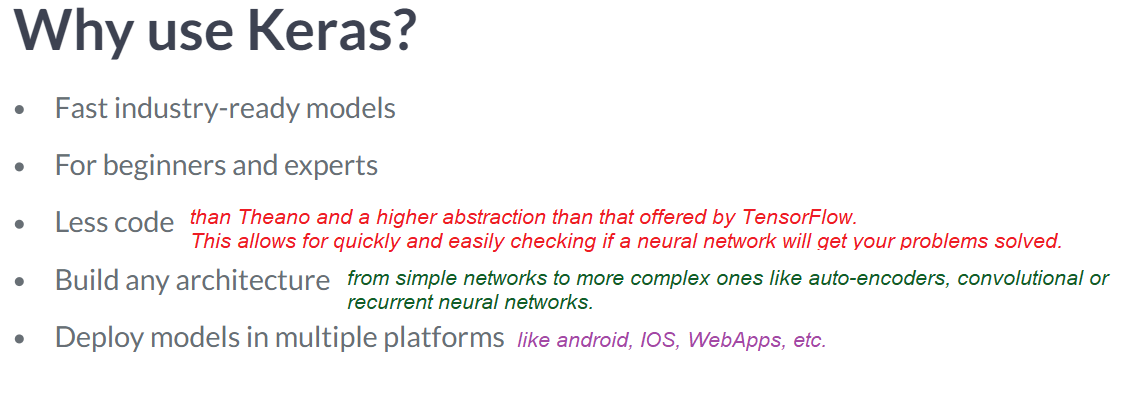 Why use Keras?
• Fast industry-ready models
• For beginners and experts
• Less code than Theano and a higher abstraction than that offered by TensorFlow.
This allows for quickly and easily checking if a neural network will get your problems solved.
• Build any architecture from simple networks to more complex ones like auto-encoders, convolutional or
recurrent neural networks.
• Deploy models in multiple platforms like android, IOS, WebApps, etc.